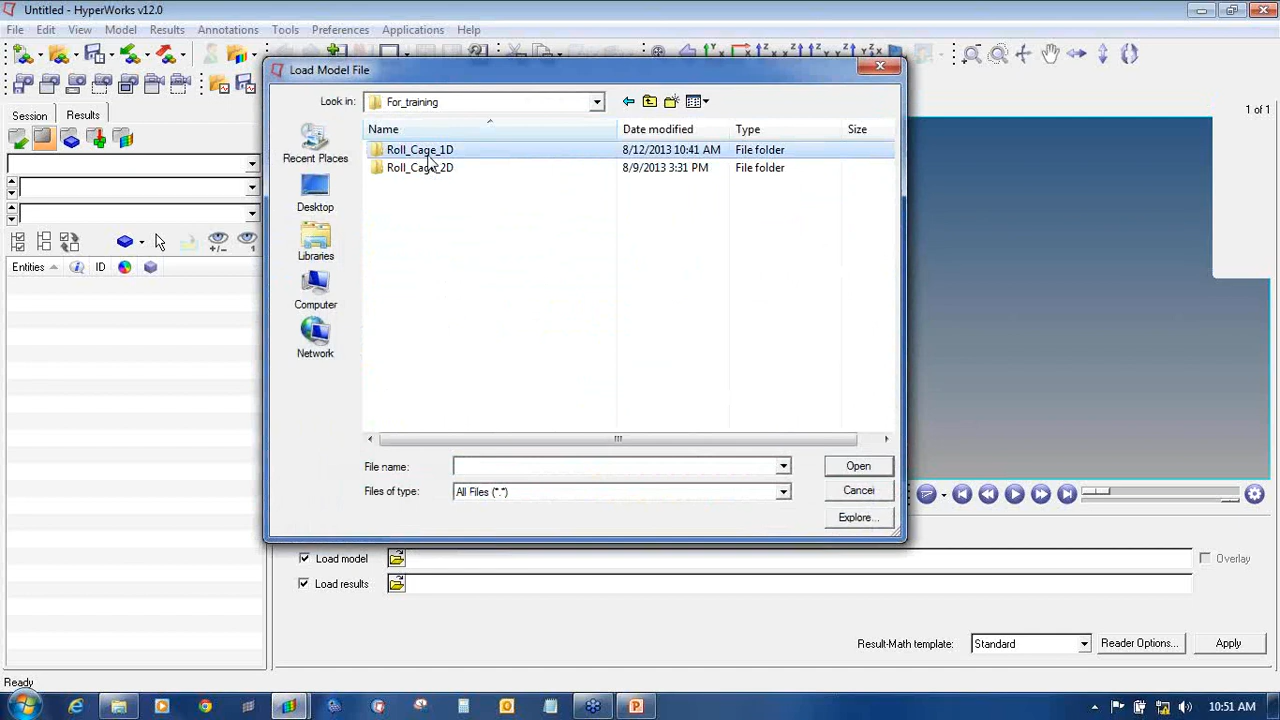 Untitled - HyperWorks v12.0
File Edit View Model Results Annotations Tools Preferences Applications Help
Load Model File
Look in: For_training
Session Results
1 of 1
Name Date modified Type Size
Recent Places
Roll_Cage_1D 8/12/2013 10:41 AM File folder
Roll_Cage_2D 8/9/2013 3:31 PM File folder
Desktop
Libraries
Entities ID
Computer
Network
File name: Open
Files of type: All Files (*.*) Cancel
Explore...
Load model Overlay
Load results
Result-Math template: Standard Reader Options... Apply
Ready
10:51 AM